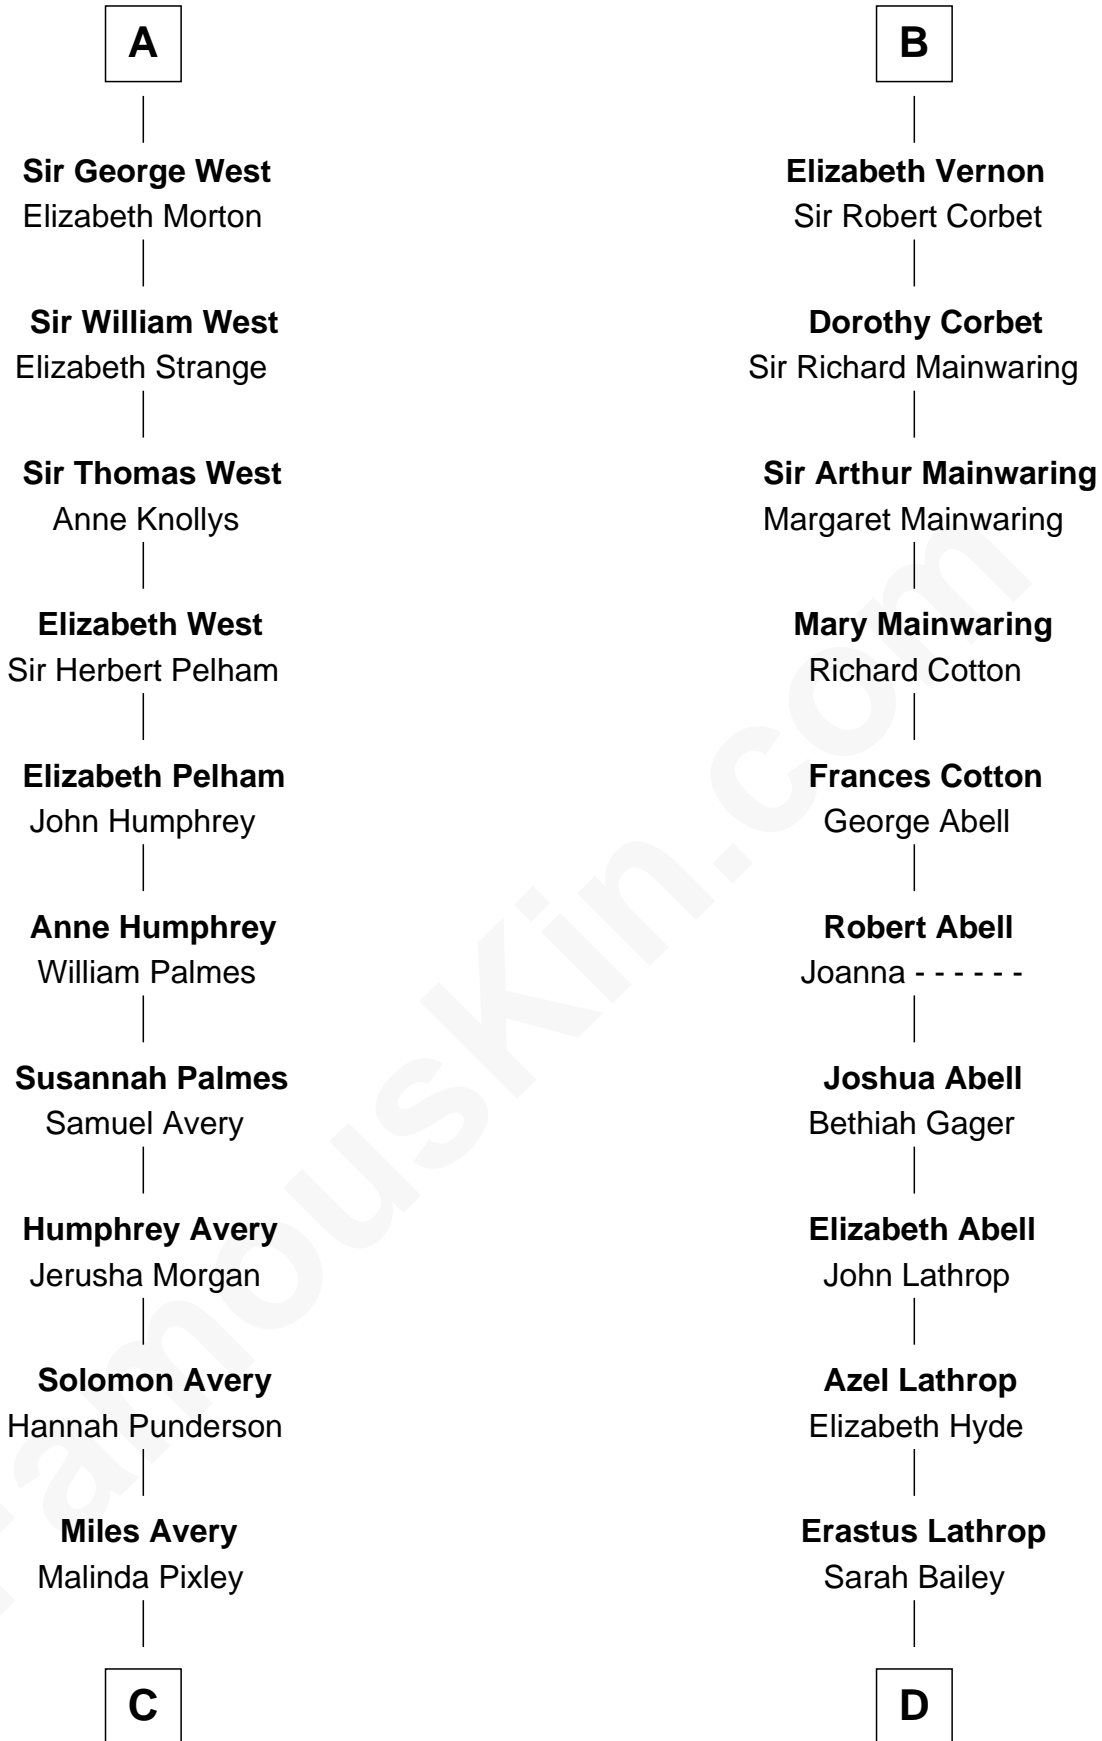 A
Sir George West
Elizabeth Morton
Sir William West
Elizabeth Strange
Sir Thomas West
Anne Knollys
Elizabeth West
Sir Herbert Pelham
Elizabeth Pelham
John Humphrey
Anne Humphrey
William Palmes
Susannah Palmes
Samuel Avery
Humphrey Avery
Jerusha Morgan
Solomon Avery
Hannah Punderson
Miles Avery
Malinda Pixley
C
B
Elizabeth Vernon
Sir Robert Corbet
Dorothy Corbet
Sir Richard Mainwaring
Sir Arthur Mainwaring
Margaret Mainwaring
Mary Mainwaring
Richard Cotton
Frances Cotton
George Abell
Robert Abell
Joanna - - - - - -
Joshua Abell
Bethiah Gager
Elizabeth Abell
John Lathrop
Azel Lathrop
Elizabeth Hyde
Erastus Lathrop
Sarah Bailey
D
FamousKin.com